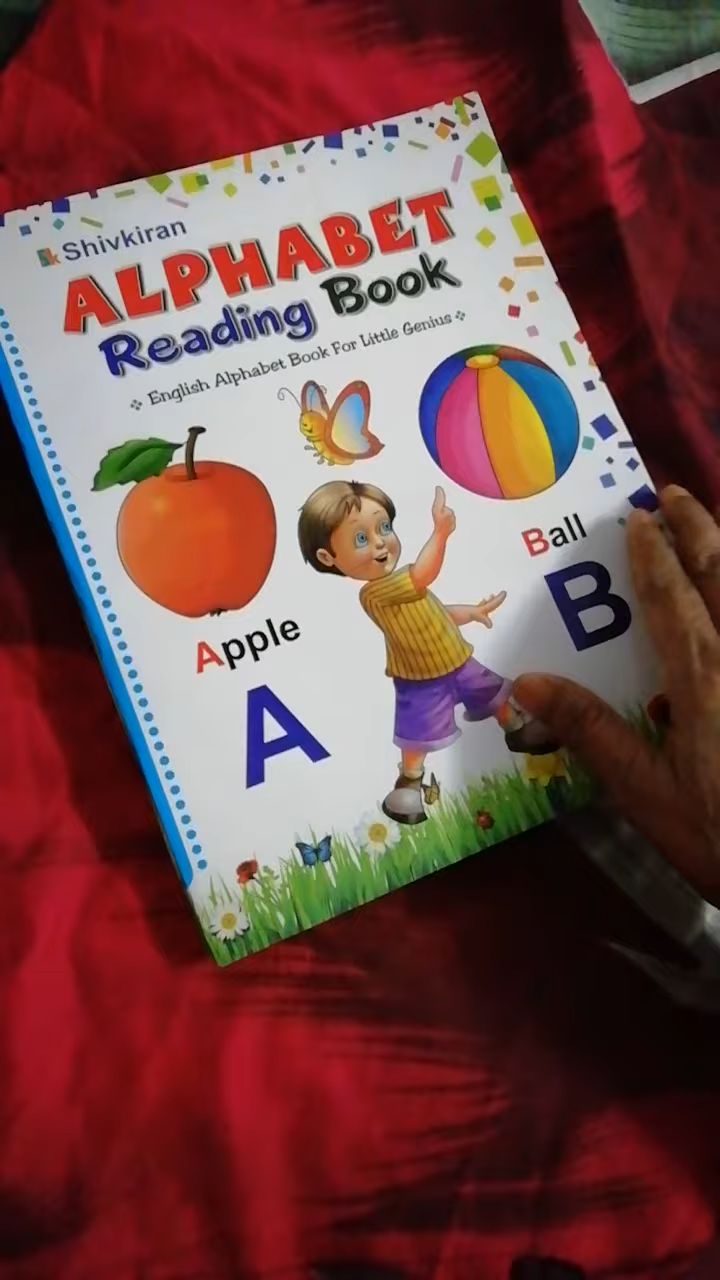 Shivkiran
ALPHABET
Reading Book
English Alphabet Book For Little Genius
Apple
A
Ball
B